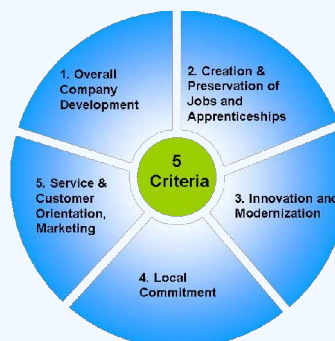 1. Overall
Company
Development
2. Creation &
Preservation of
Jobs and
Apprenticeships
5
Criteria
5. Service &
Customer
Orientation,
Marketing
3. Innovation and
Modernization
4. Local
Commitment